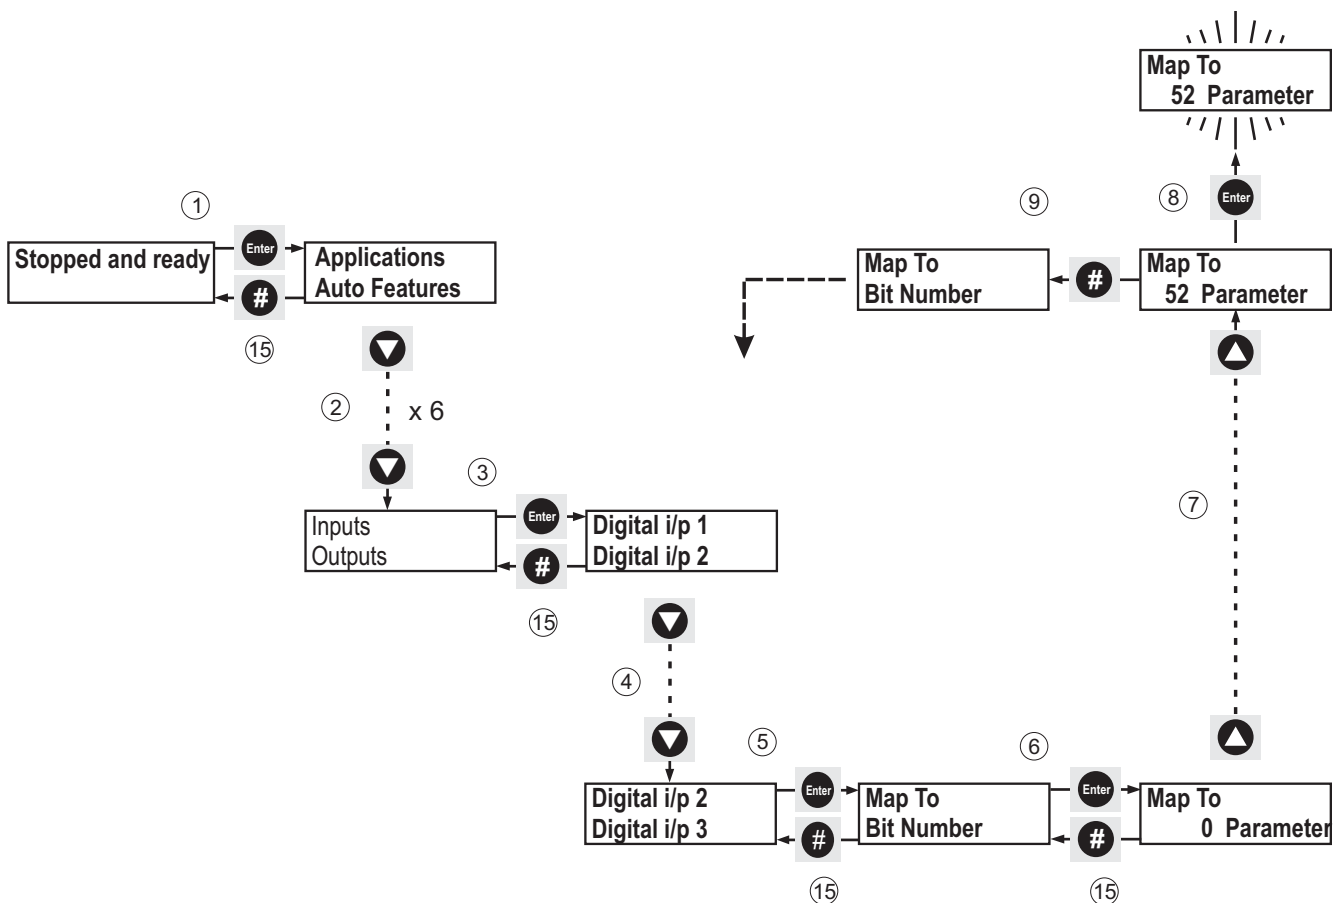 Map To
52 Parameter
1
Enter
Stopped and ready
Applications
Auto Features
#
15
9
8
Enter
Map To
Bit Number
#
Map To
52 Parameter
2
x 6
3
Inputs
Outputs
Enter
Digital i/p 1
Digital i/p 2
#
15
7
4
5
6
Digital i/p 2
Digital i/p 3
Enter
Map To
Bit Number
Enter
Map To
0 Parameter
#
#
15
15